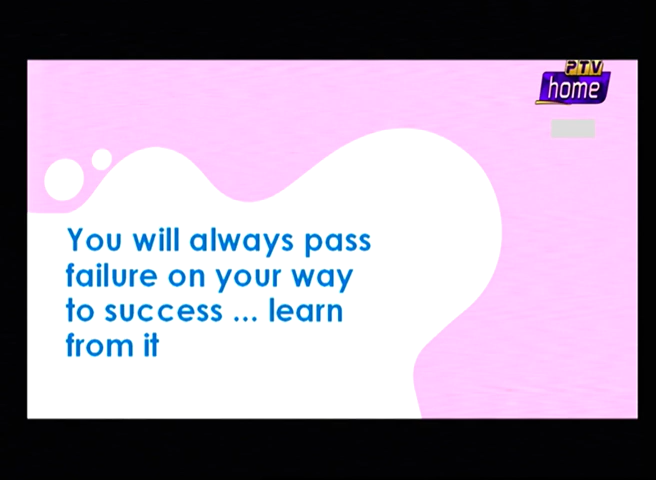 PTV
home
You will always pass
failure on your way
to success ... learn
from it